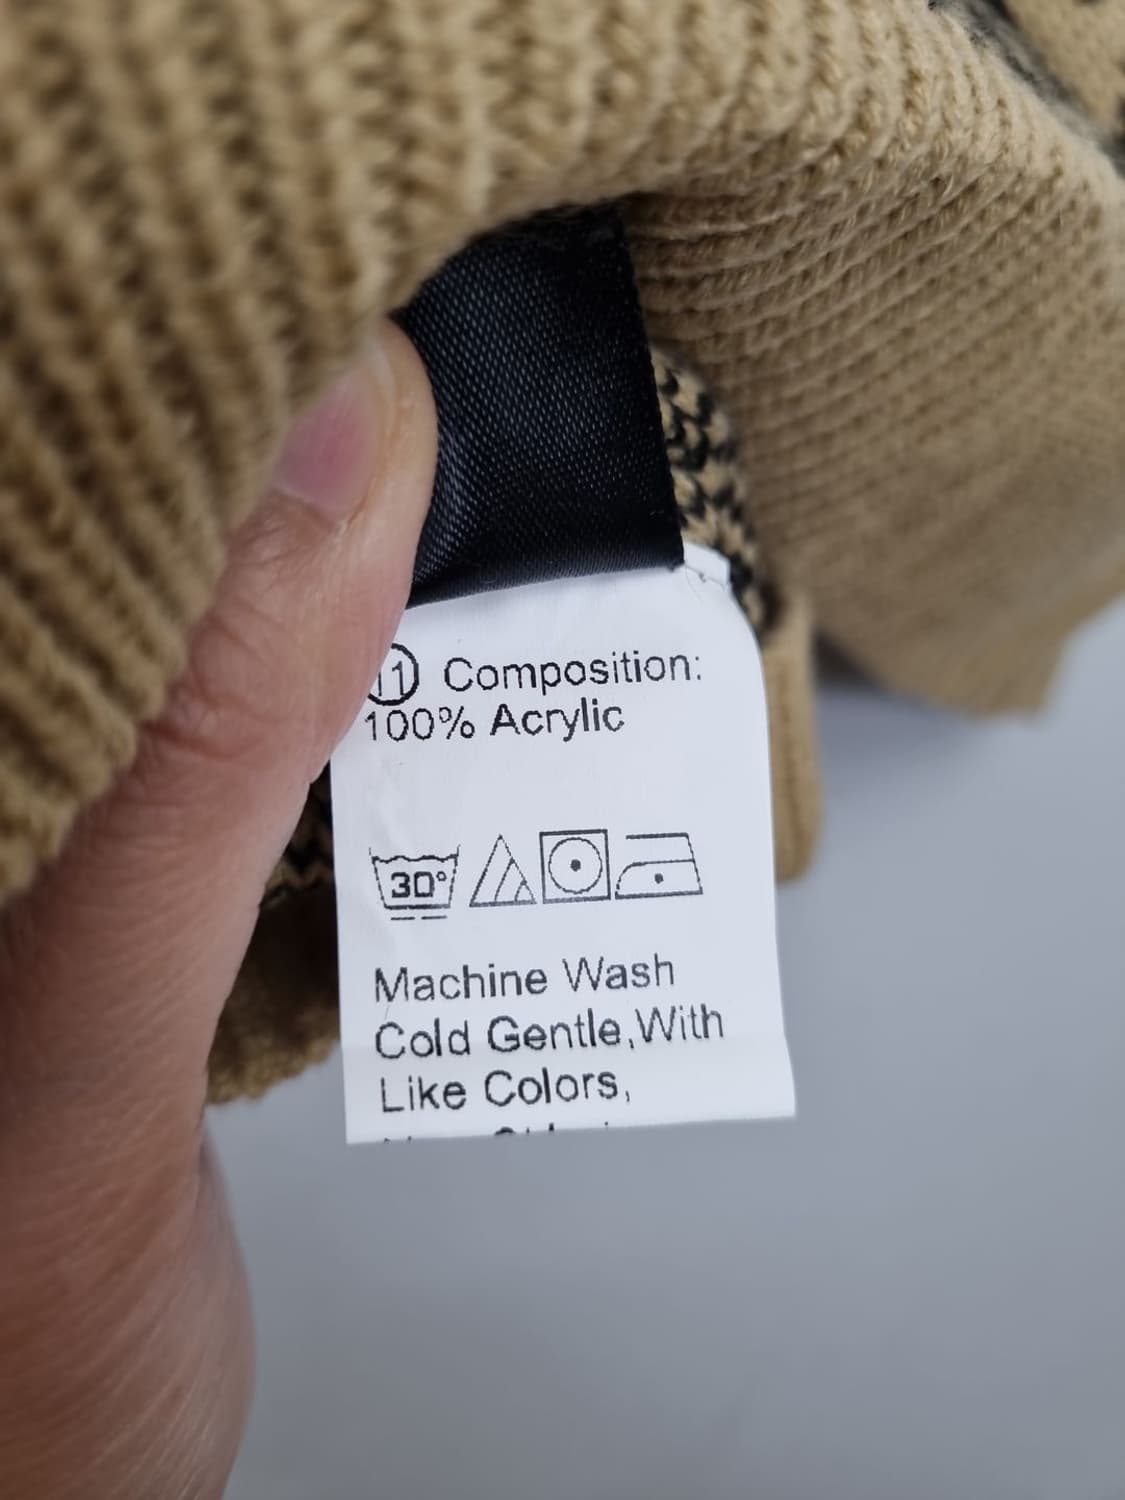 11 Composition:
100% Acrylic
30°
Machine Wash
Cold Gentle,With
Like Colors,